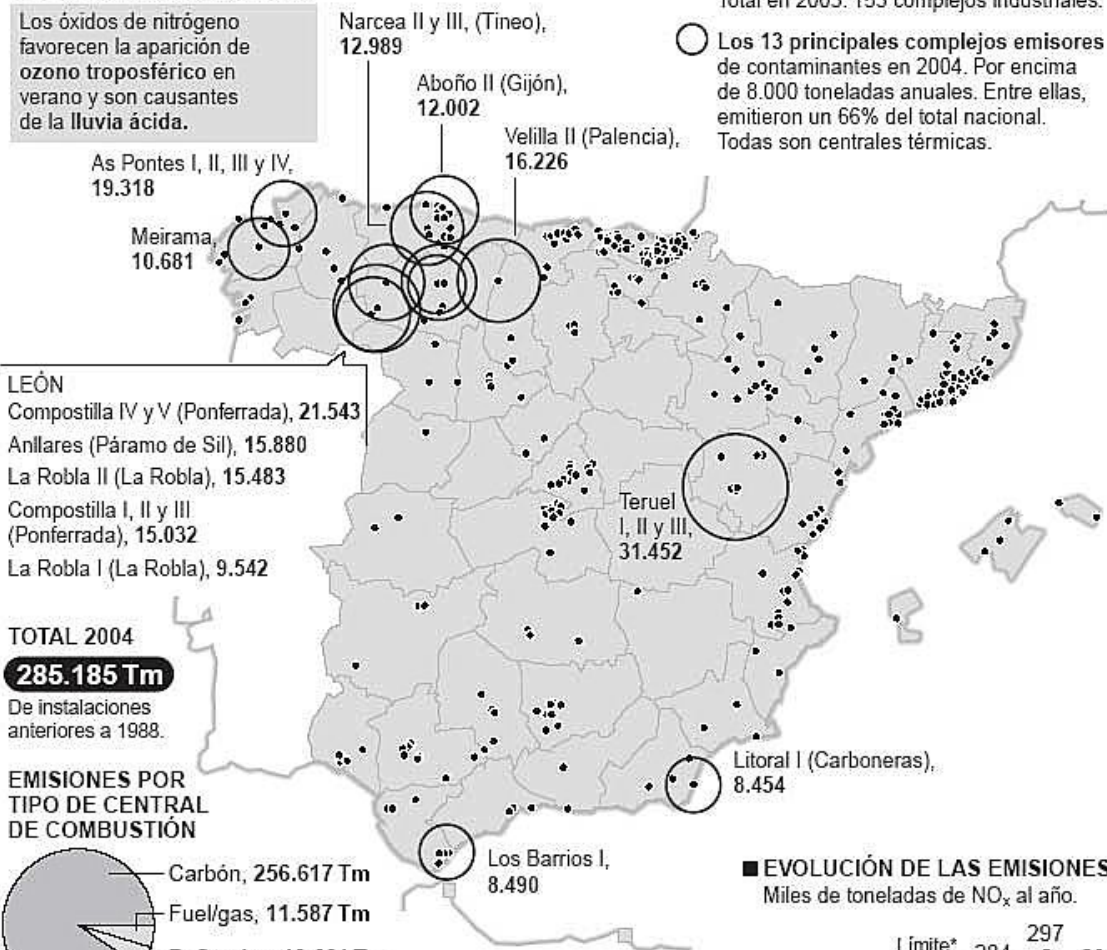 Los óxidos de nitrógeno
favorecen la aparición de
ozono troposférico en
verano y son causantes
de la lluvia ácida.
Total en 2005: 155 complejos industriales.
Los 13 principales complejos emisores
de contaminantes en 2004. Por encima
de 8.000 toneladas anuales. Entre ellas,
emitieron un 66% del total nacional.
Todas son centrales térmicas.
Narcea II y III, (Tineo),
12.989
Aboño II (Gijón),
12.002
Velilla II (Palencia),
16.226
As Pontes I, II, III y IV,
19.318
Meirama,
10.681
LEÓN
Compostilla IV y V (Ponferrada), 21.543
Anllares (Páramo de Sil), 15.880
La Robla II (La Robla), 15.483
Compostilla I, II y III
(Ponferrada), 15.032
La Robla I (La Robla), 9.542
Teruel
I, II y III,
31.452
TOTAL 2004
285.185 Tm
De instalaciones
anteriores a 1988.
Litoral I (Carboneras),
8.454
Los Barrios I,
8.490
EMISIONES POR
TIPO DE CENTRAL
DE COMBUSTIÓN
Carbón, 256.617 Tm
Fuel/gas, 11.587 Tm
EVOLUCIÓN DE LAS EMISIONES
Miles de toneladas de NOx al año.
Límite*
297